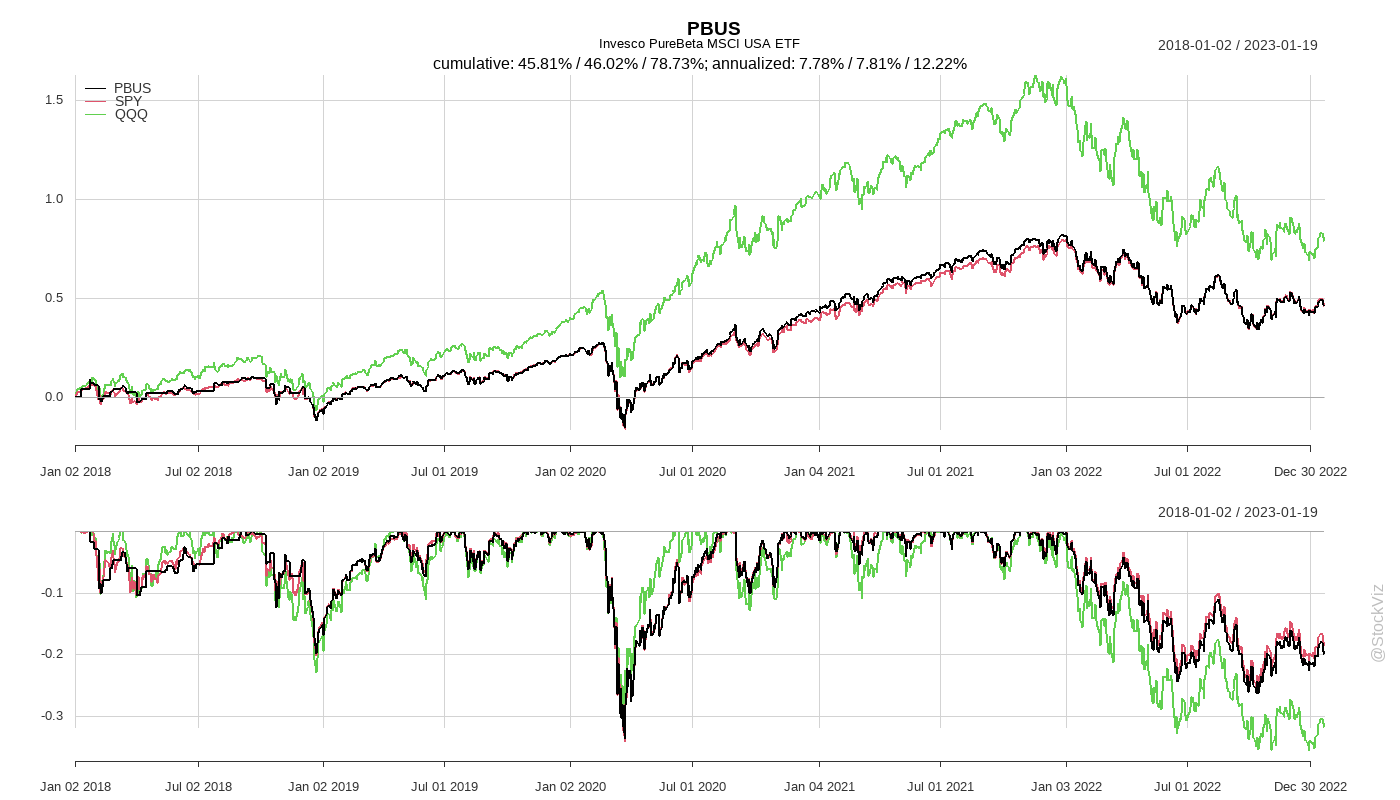 PBUS
Invesco PureBeta MSCI USA ETF
2018-01-02 / 2023-01-19
cumulative: 45.81% / 46.02% / 78.73%; annualized: 7.78% / 7.81% / 12.22%
PBUS
SPY
QQQ
1.5
1.0
0.5
0.0
Jan 02 2018 Jul 02 2018 Jan 02 2019 Jul 01 2019 Jan 02 2020 Jul 01 2020 Jan 04 2021 Jul 01 2021 Jan 03 2022 Jul 01 2022 Dec 30 2022
2018-01-02 / 2023-01-19
-0.1
-0.2
-0.3
Jan 02 2018 Jul 02 2018 Jan 02 2019 Jul 01 2019 Jan 02 2020 Jul 01 2020 Jan 04 2021 Jul 01 2021 Jan 03 2022 Jul 01 2022 Dec 30 2022
@StockViz